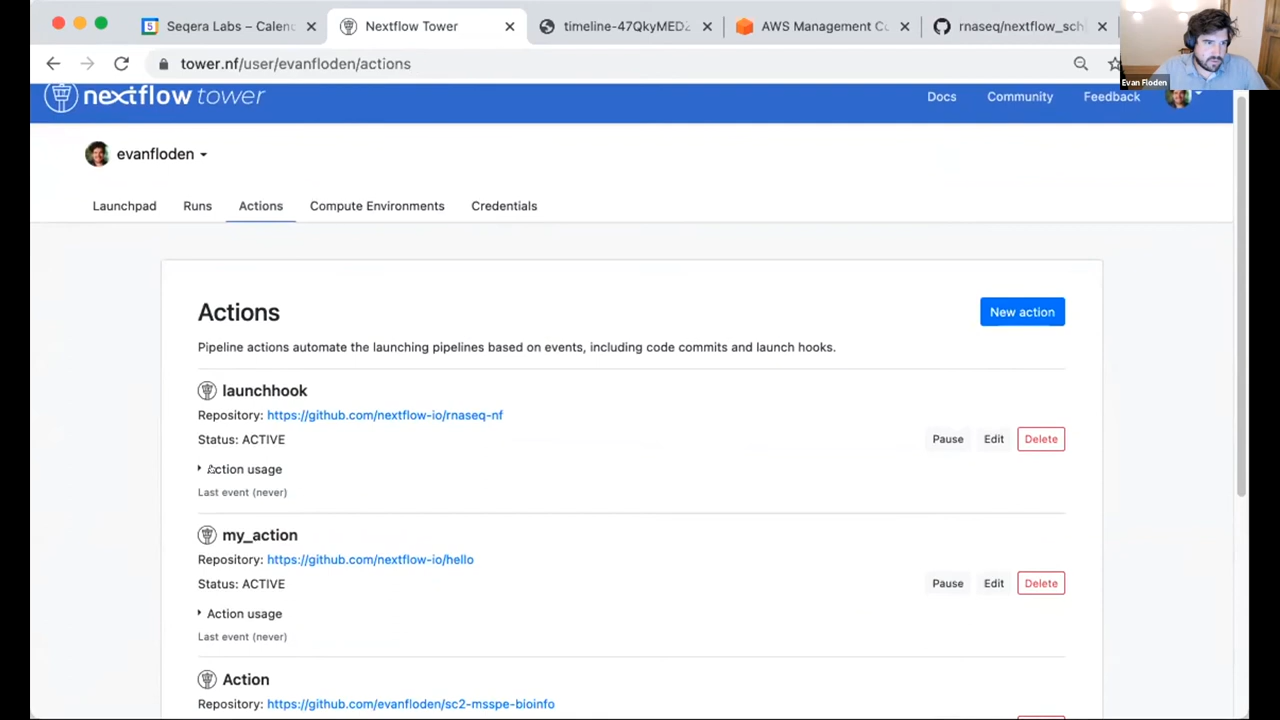 Seqera Labs – Calenc
Nextflow Tower
timeline-47QkyMEDZ
AWS Management Co
rnaseq/nextflow_sch
tower.nf/user/evanfloden/actions
Evan Floden
nextflow tower
Docs
Community
Feedback
evanfloden
Launchpad
Runs
Actions
Compute Environments
Credentials
Actions
New action
Pipeline actions automate the launching pipelines based on events, including code commits and launch hooks.
launchhook
Repository: https://github.com/nextflow-io/rnaseq-nf
Status: ACTIVE
Pause
Edit
Delete
Action usage
Last event (never)
my_action
Repository: https://github.com/nextflow-io/hello
Status: ACTIVE
Pause
Edit
Delete
Action usage
Last event (never)
Action
Repository: https://github.com/evanfloden/sc2-msspe-bioinfo